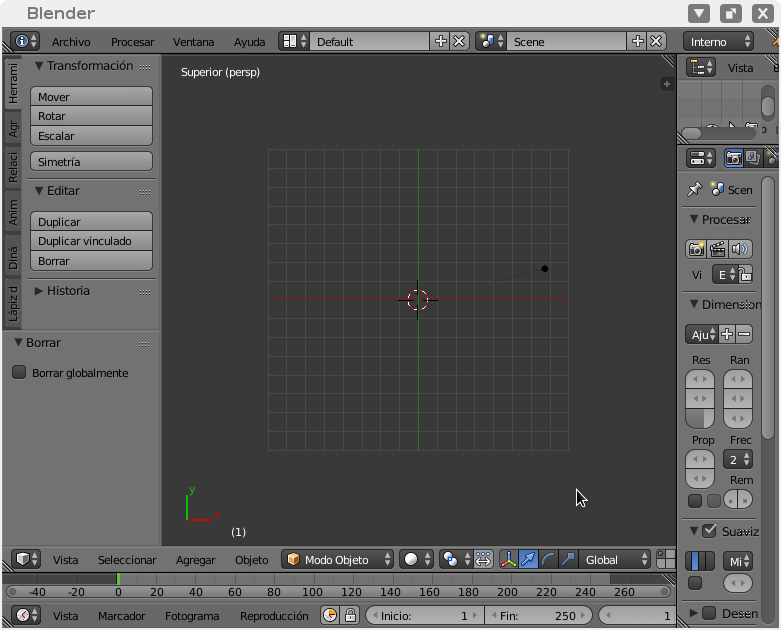 Blender
Archivo Procesar Ventana Ayuda Default Scene Interno
Herrami
Agr
Relaci
Anim
Diná
Lápiz d
Transformación
Mover
Rotar
Escalar
Simetría
Editar
Duplicar
Duplicar vinculado
Borrar
Historia
Borrar
Borrar globalmente
Superior (persp)
y
x
(1)
Vista
Scen
Procesar
Vi E
Dimension
Aju
Res Ran
Prop Frec
2
Rem
Suaviz
Mi
Desen
Vista Seleccionar Agregar Objeto Modo Objeto Global
-40 -20 0 20 40 60 80 100 120 140 160 180 200 220 240 260
Vista Marcador Fotograma Reproducción Inicio: 1 Fin: 250 1